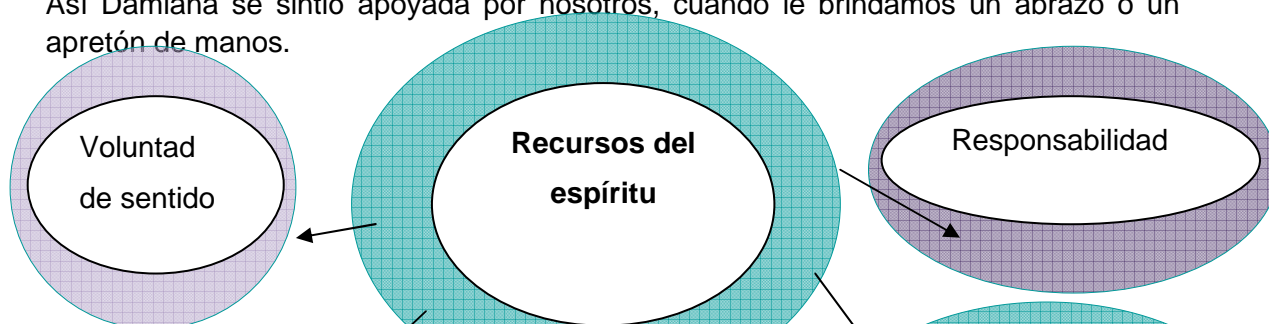 Así Damiana se sintió apoyada por nosotros, cuando le brindamos un abrazo o un
apretón de manos.
Voluntad
de sentido
Recursos del
espíritu
Responsabilidad